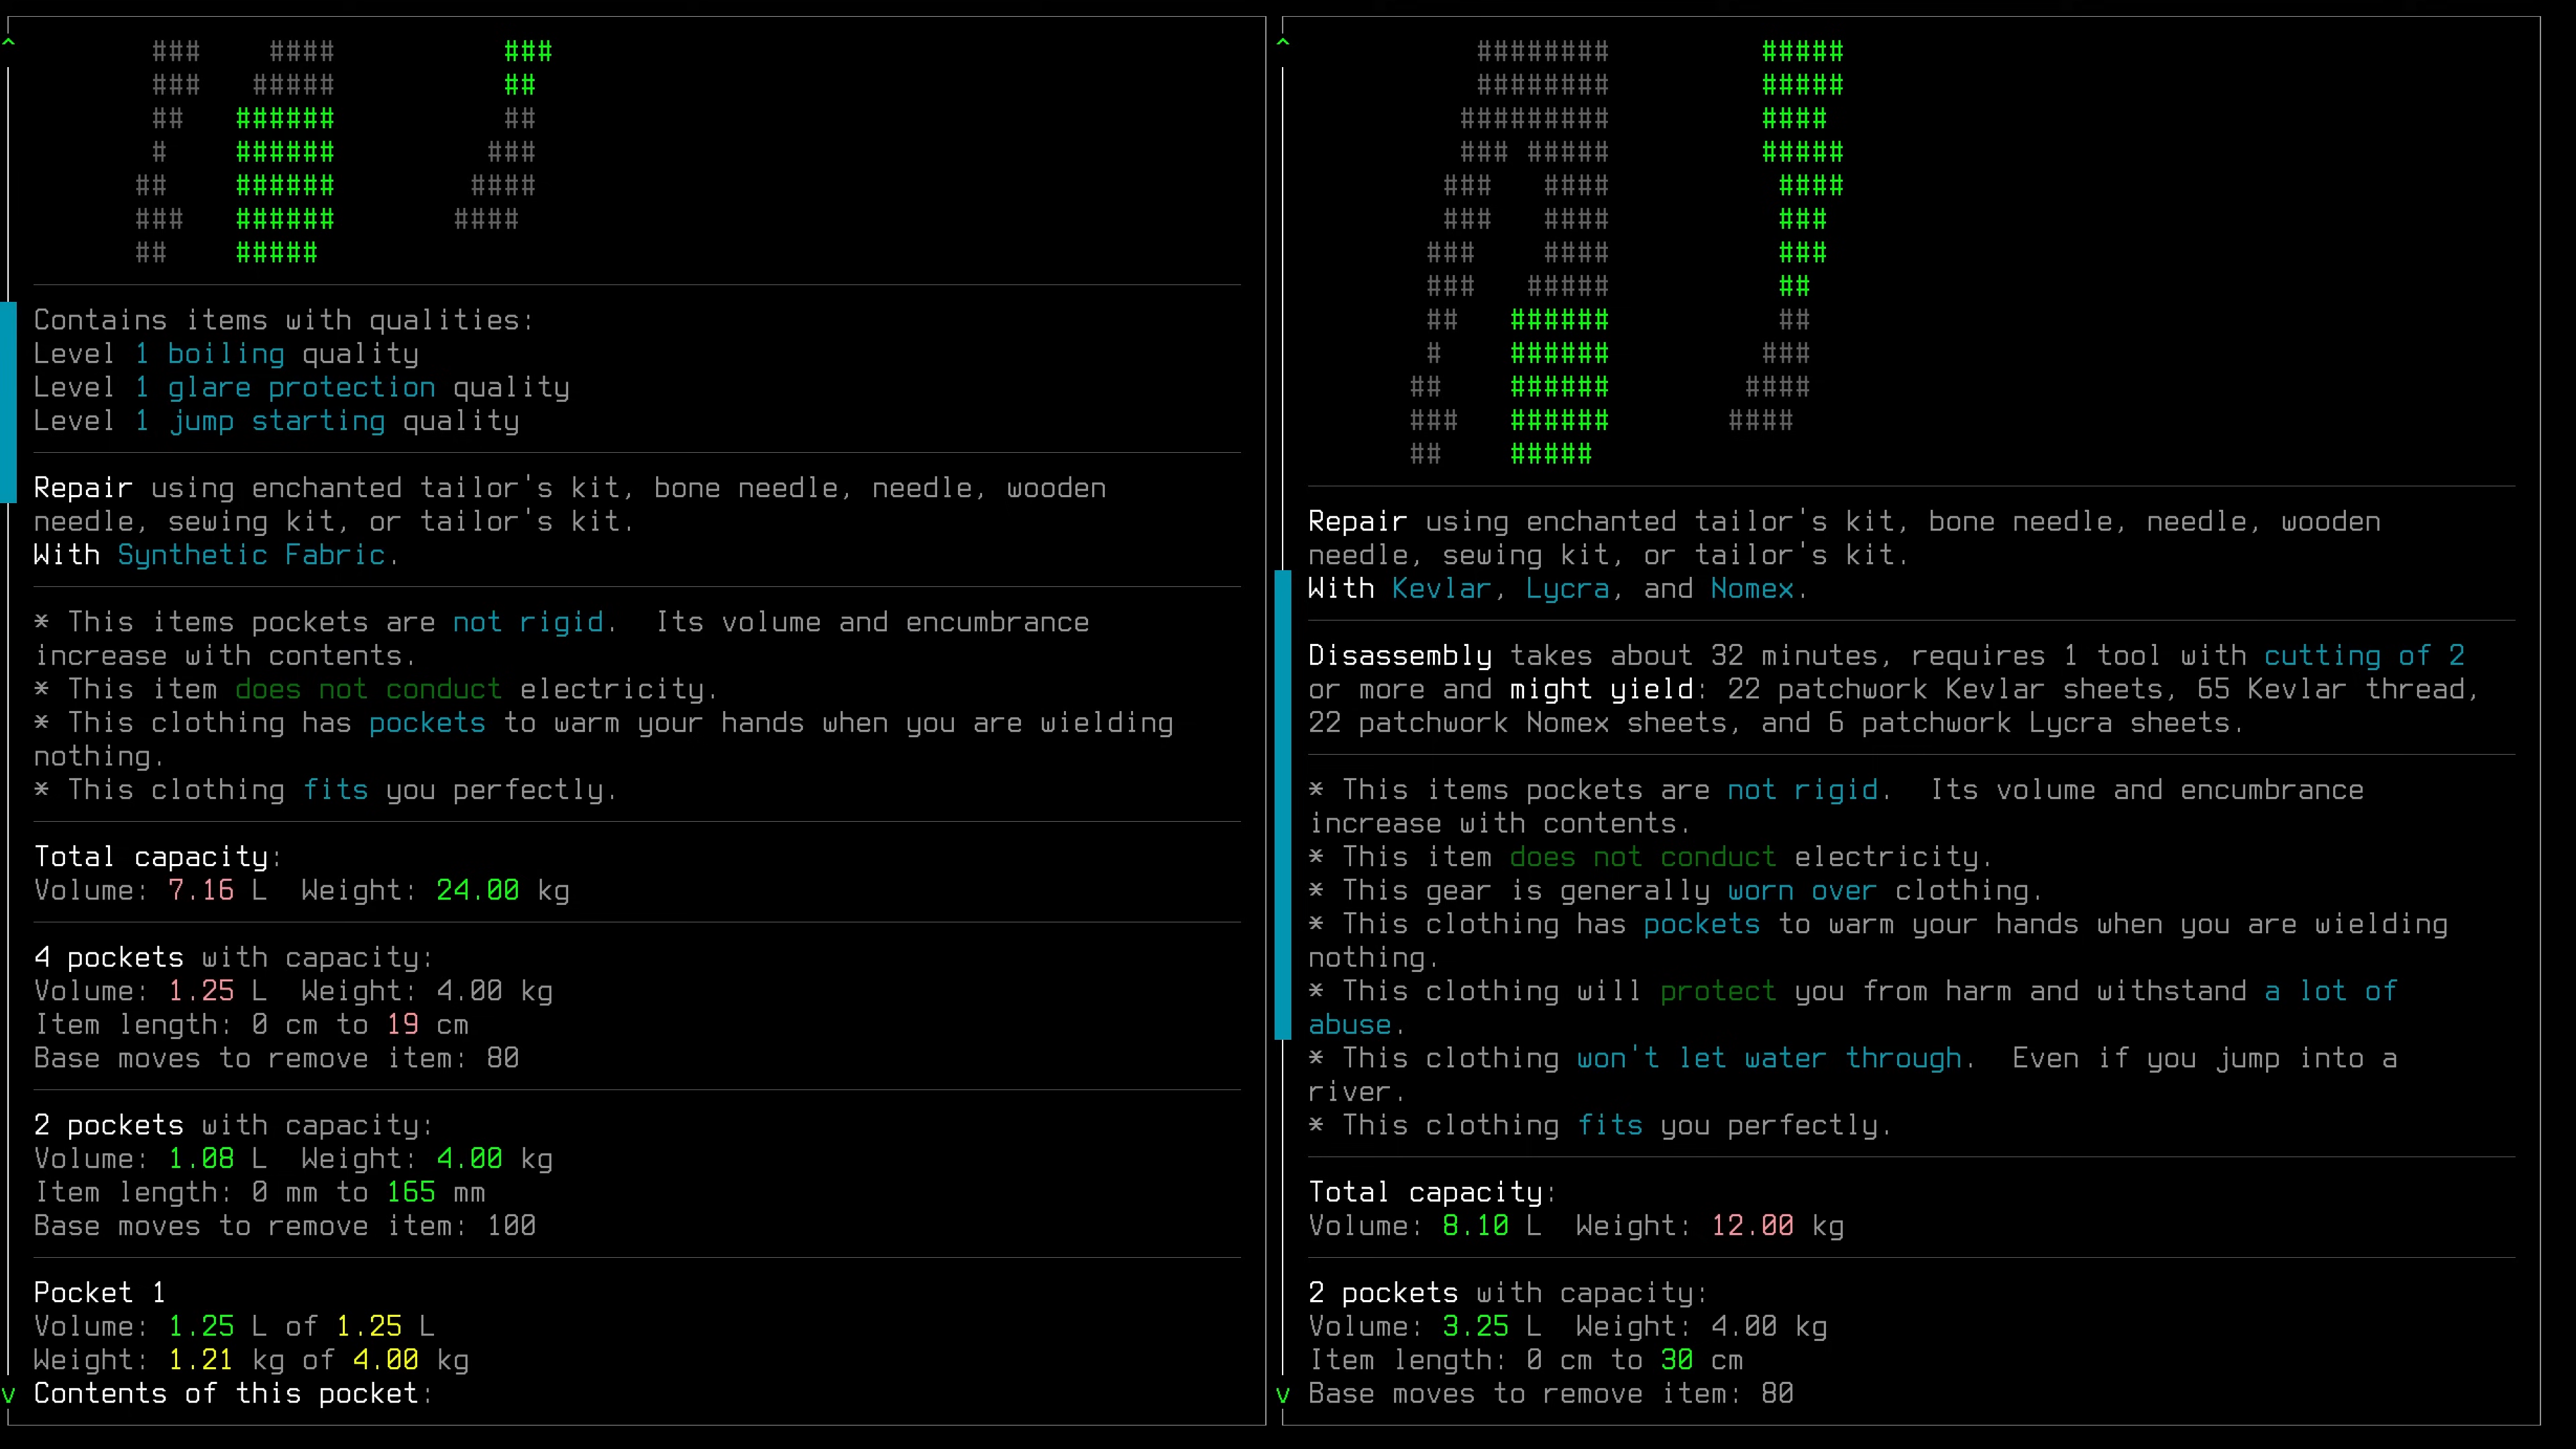 ^
### ####          ###
### #####         ##
##  ######        ##
#   ######       ###
##  ######      ####
### ######     ####
##  #####
Contains items with qualities:
Level 1 boiling quality
Level 1 glare protection quality
Level 1 jump starting quality
Repair using enchanted tailor's kit, bone needle, needle, wooden
needle, sewing kit, or tailor's kit.
With Synthetic Fabric.
* This items pockets are not rigid.  Its volume and encumbrance
increase with contents.
* This item does not conduct electricity.
* This clothing has pockets to warm your hands when you are wielding
nothing.
* This clothing fits you perfectly.
Total capacity:
Volume: 7.16 L  Weight: 24.00 kg
4 pockets with capacity:
Volume: 1.25 L  Weight: 4.00 kg
Item length: 0 cm to 19 cm
Base moves to remove item: 80
2 pockets with capacity:
Volume: 1.08 L  Weight: 4.00 kg
Item length: 0 mm to 165 mm
Base moves to remove item: 100
Pocket 1
Volume: 1.25 L of 1.25 L
Weight: 1.21 kg of 4.00 kg
v Contents of this pocket:
^
########         #####
########         #####
#########         ####
### #####         #####
###   ####          ####
###   ####          ###
###    ####          ###
###   #####          ##
##   ######          ##
#    ######         ###
##    ######        ####
###   ######       ####
##    #####
Repair using enchanted tailor's kit, bone needle, needle, wooden
needle, sewing kit, or tailor's kit.
With Kevlar, Lycra, and Nomex.
Disassembly takes about 32 minutes, requires 1 tool with cutting of 2
or more and might yield: 22 patchwork Kevlar sheets, 65 Kevlar thread,
22 patchwork Nomex sheets, and 6 patchwork Lycra sheets.
* This items pockets are not rigid.  Its volume and encumbrance
increase with contents.
* This item does not conduct electricity.
* This gear is generally worn over clothing.
* This clothing has pockets to warm your hands when you are wielding
nothing.
* This clothing will protect you from harm and withstand a lot of
abuse.
* This clothing won't let water through.  Even if you jump into a
river.
* This clothing fits you perfectly.
Total capacity:
Volume: 8.10 L  Weight: 12.00 kg
2 pockets with capacity:
Volume: 3.25 L  Weight: 4.00 kg
Item length: 0 cm to 30 cm
v Base moves to remove item: 80